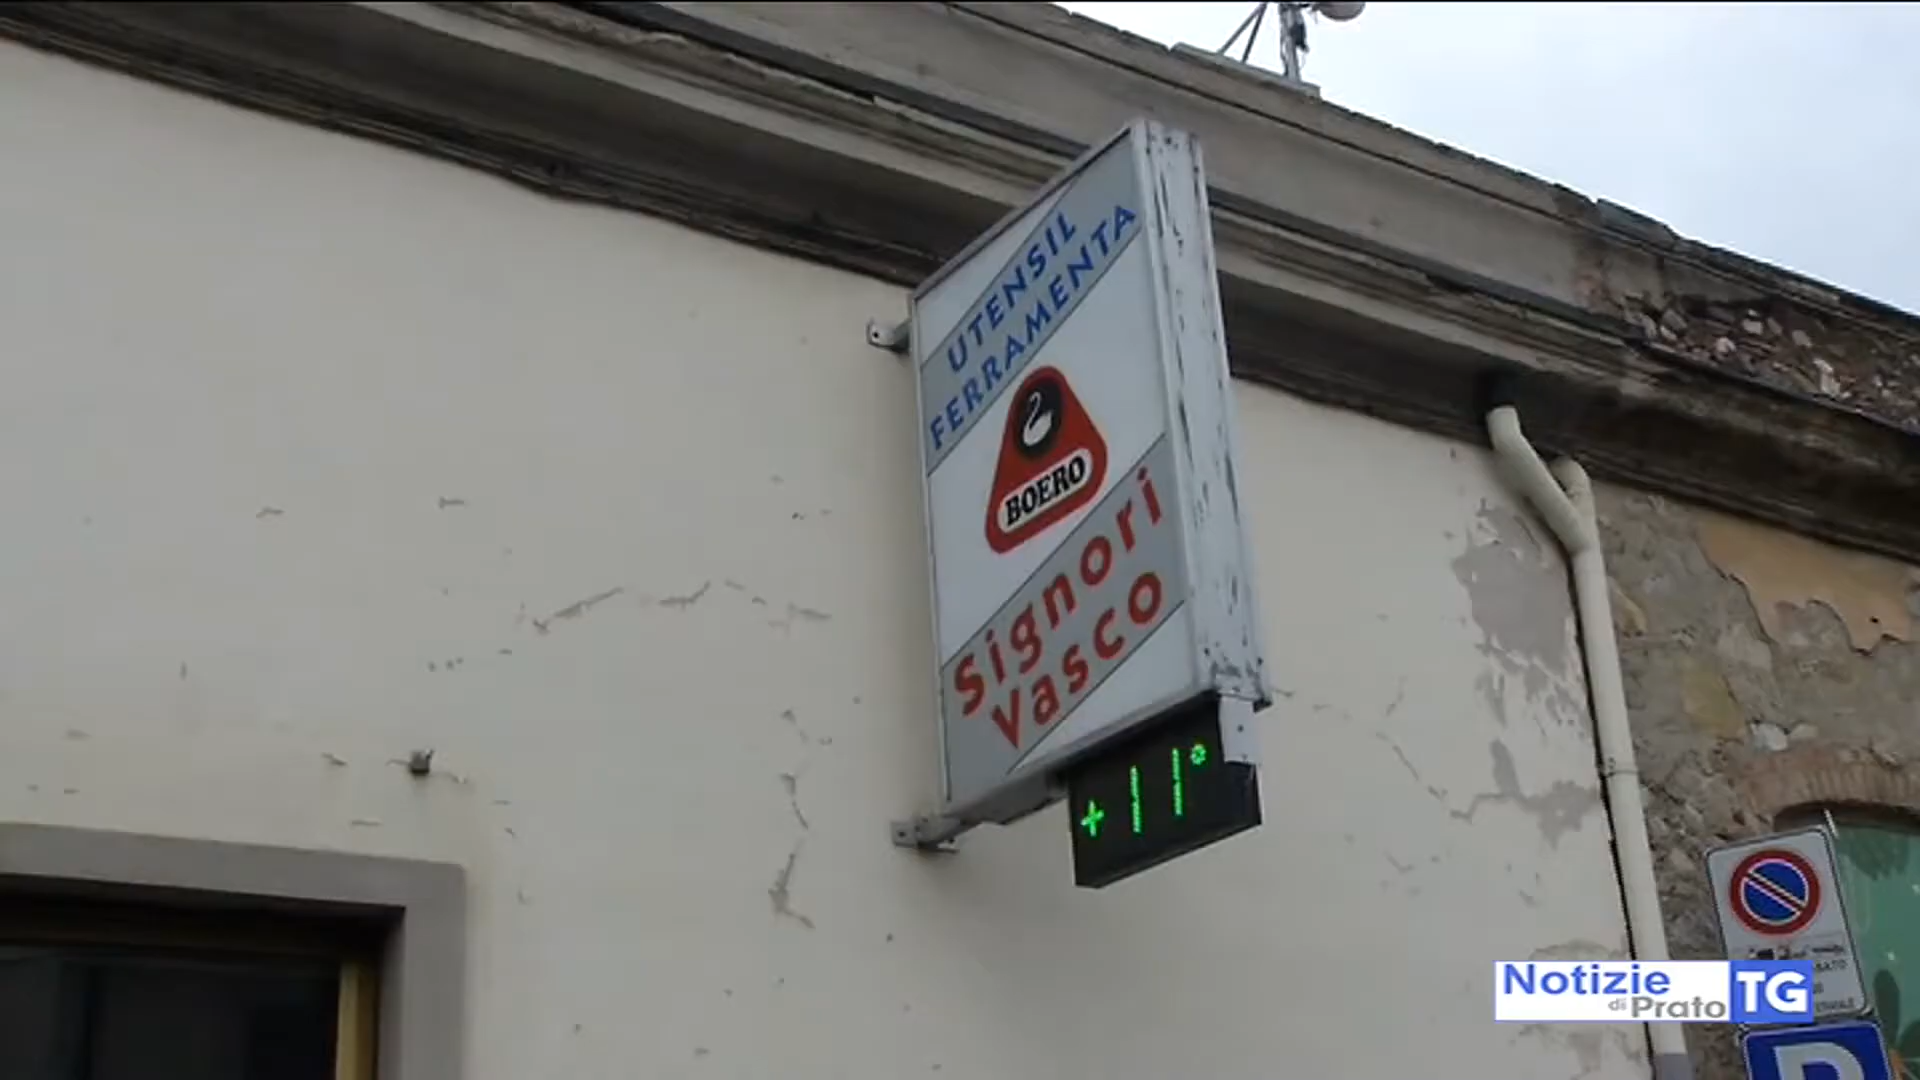 UTENSIL
FERRAMENTA
BOERO
Signori
Vasco
+11°
Notizie
di Prato
TG
P